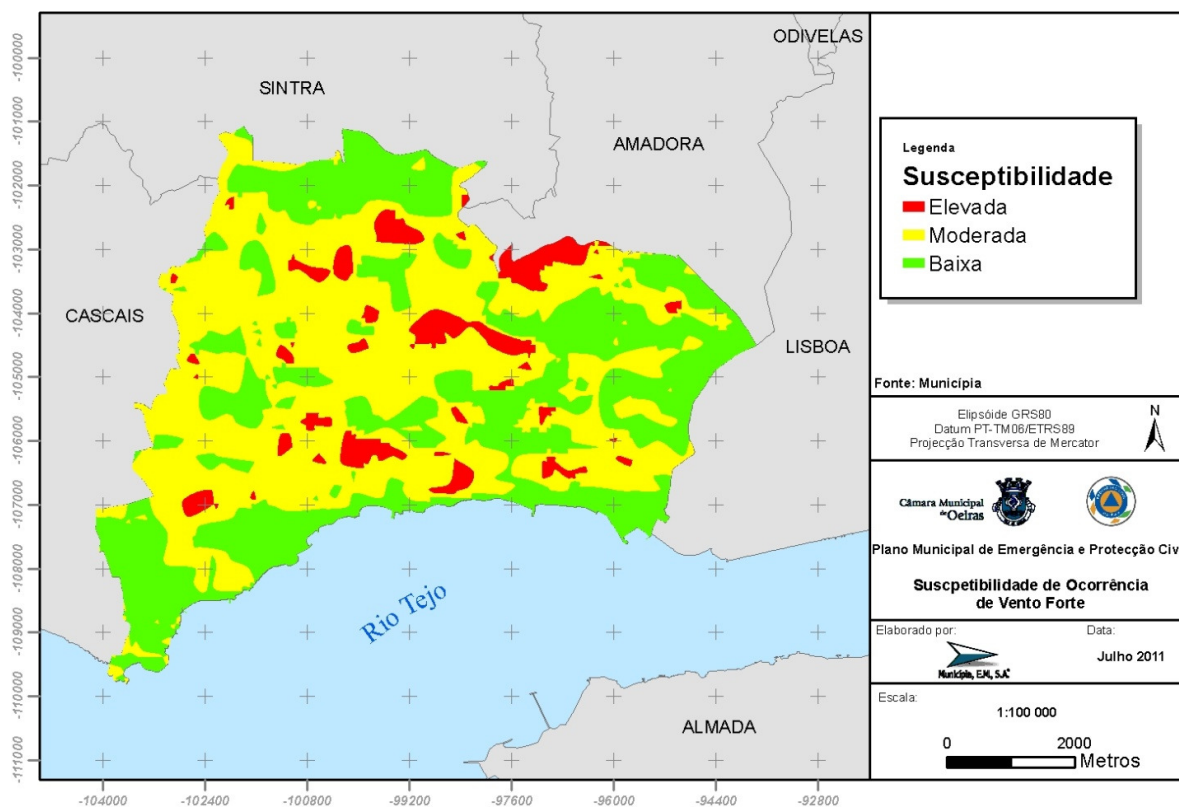 ODIVELAS
SINTRA
AMADORA
CASCAIS
LISBOA
Rio Tejo
ALMADA
-100000
-101000
-102000
-103000
-104000
-105000
-106000
-107000
-108000
-109000
-110000
-111000
-104000
-102400
-100800
-99200
-97600
-96000
-94400
-92800
Legenda
Susceptibilidade
Elevada
Moderada
Baixa
Fonte: Municípia
Elipsóide GRS80
Datum PT-TM06/ETRS89
Projecção Transversa de Mercator
N
Câmara Municipal
de Oeiras
Plano Municipal de Emergência e Protecção Civ
Suscpetibilidade de Ocorrência
de Vento Forte
Elaborado por:
Municípia, E.M., S.A.
Data:
Julho 2011
Escala:
1:100 000
0 2000
Metros